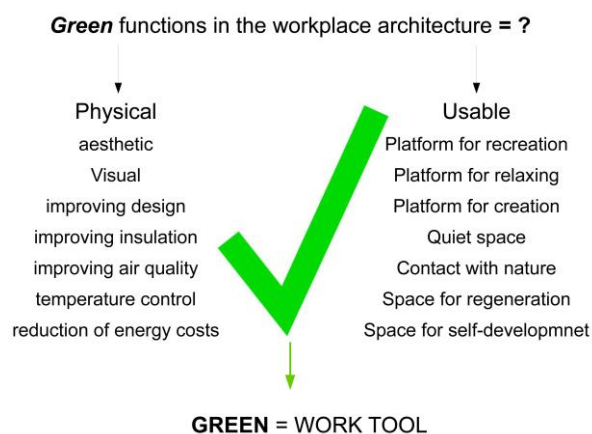 Green functions in the workplace architecture = ?
Physical
aesthetic
Visual
improving design
improving insulation
improving air quality
temperature control
reduction of energy costs
Usable
Platform for recreation
Platform for relaxing
Platform for creation
Quiet space
Contact with nature
Space for regeneration
Space for self-developmnet
GREEN = WORK TOOL